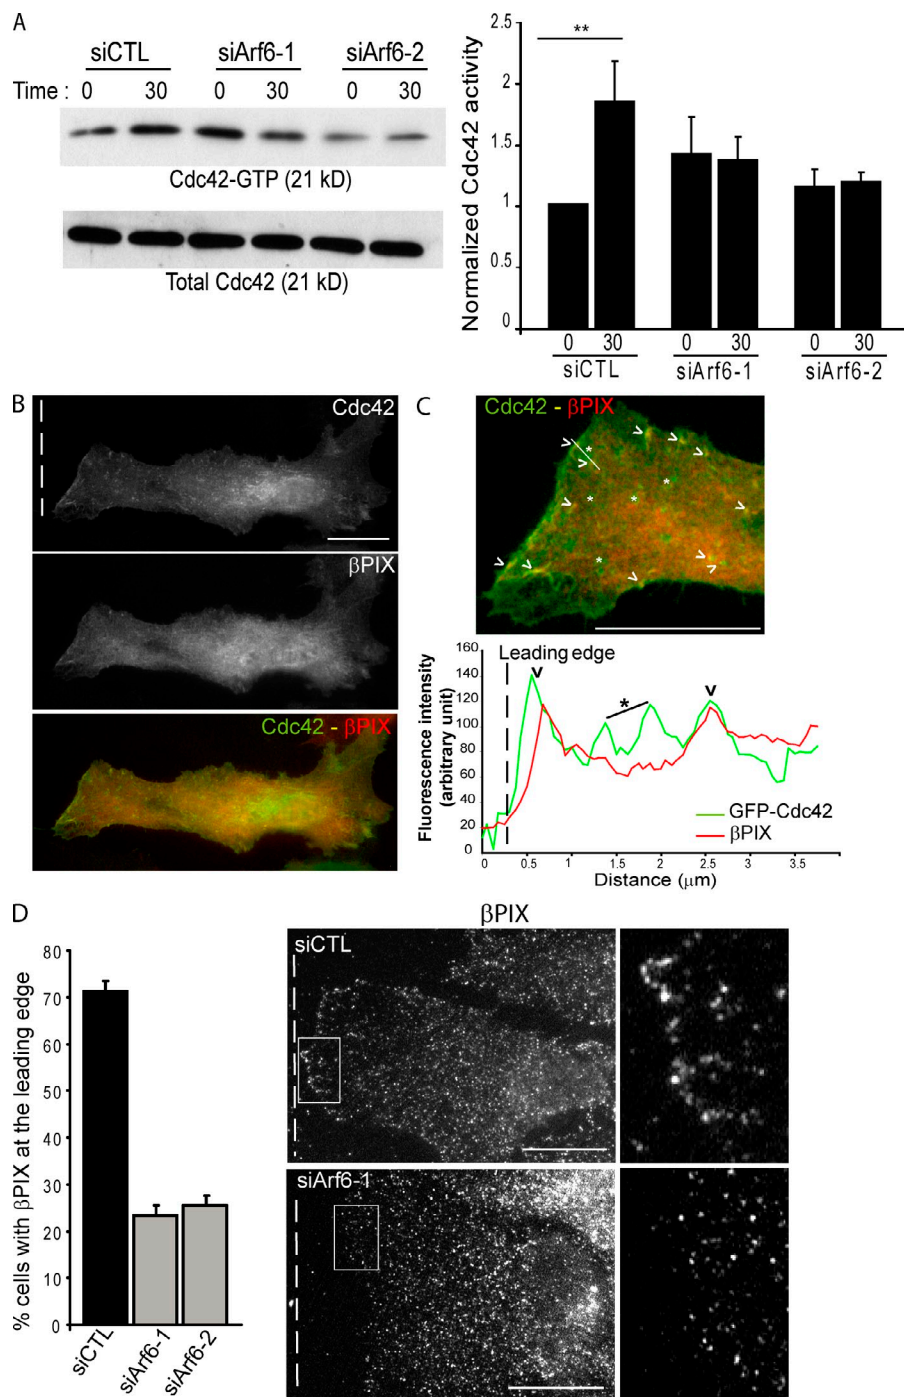 A
siCTL siArf6-1 siArf6-2
Time : 0 30 0 30 0 30
Cdc42-GTP (21 kD)
Total Cdc42 (21 kD)
Normalized Cdc42 activity
2.5
2
1.5
1
0.5
0
**
0 30 0 30 0 30
siCTL siArf6-1 siArf6-2
B
Cdc42
βPIX
Cdc42 - βPIX
C
Cdc42 - βPIX
Fluorescence intensity
(arbitrary unit)
160
140
120
100
80
60
40
20
0
Leading edge
*
GFP-Cdc42
βPIX
0 0.5 1 1.5 2 2.5 3 3.5
Distance (μm)
D
% cells with βPIX at the leading edge
80
70
60
50
40
30
20
10
0
siCTL
siArf6-1
siArf6-2
βPIX
siCTL
siArf6-1